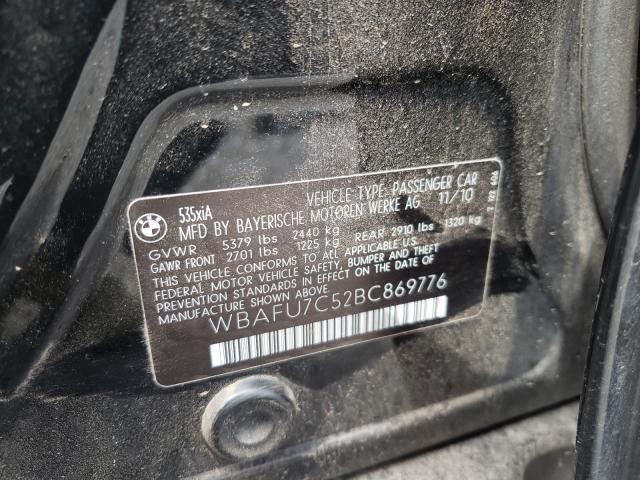 535xiA
VEHICLE TYPE PASSENGER CAR
MFD BY BAYERISCHE MOTOREN WERKE AG 11/10
GVWR 5379 lbs 2440 kg
GAWR FRONT 2701 lbs 1225 kg REAR 2910 lbs 1320 kg
THIS VEHICLE CONFORMS TO ALL APPLICABLE U.S.
FEDERAL MOTOR VEHICLE SAFETY, BUMPER, AND
THEFT PREVENTION STANDARDS IN EFFECT ON THE DATE OF
MANUFACTURE SHOWN ABOVE.
WBAFU7C52BC869776